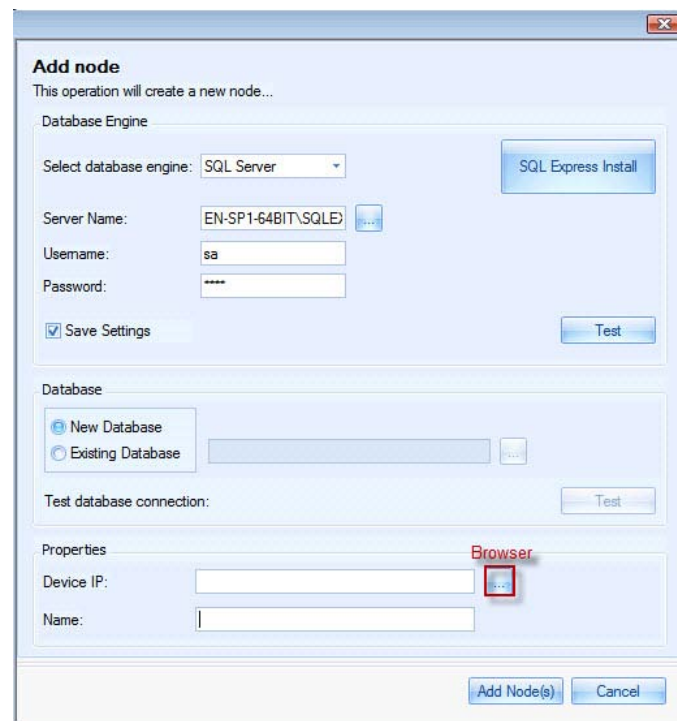 Add node
This operation will create a new node...
Database Engine
Select database engine: SQL Server
SQL Express Install
Server Name: EN-SP1-64BIT\SQLEX ...
Username: sa
Password: ****
Save Settings
Test
Database
New Database
Existing Database ...
Test database connection: Test
Properties
Browser
Device IP: ...
Name:
Add Node(s) Cancel